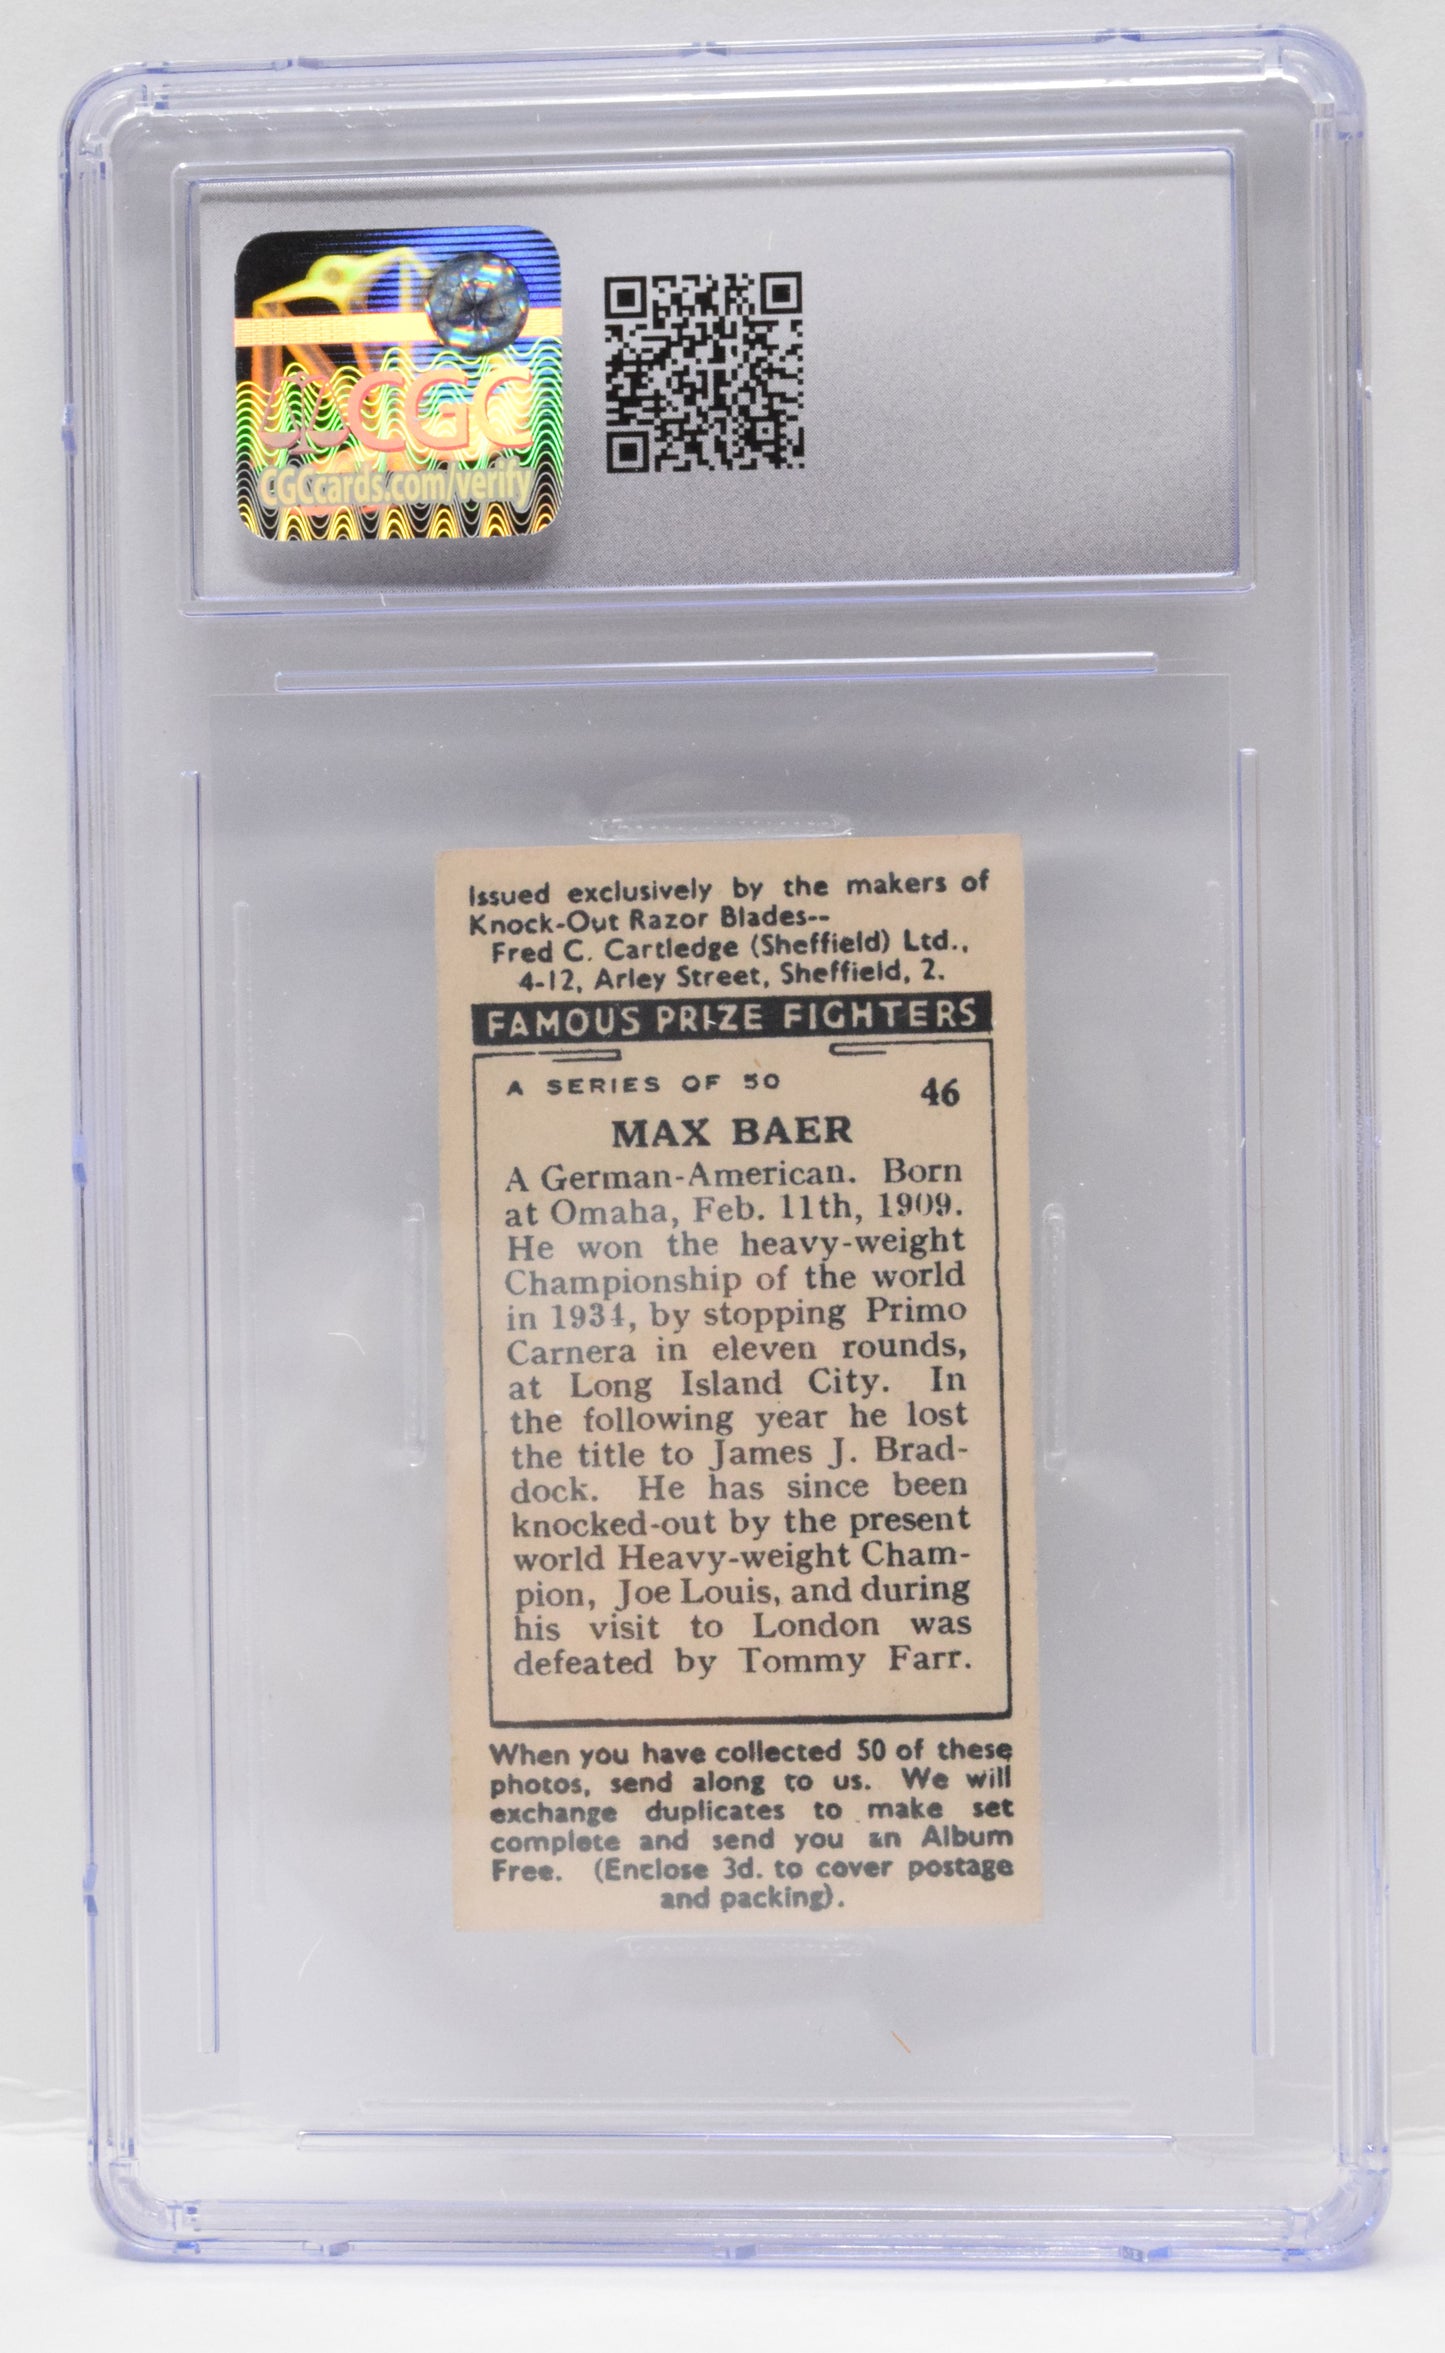 CGC
CGCcards.com/verify
Issued exclusively by the makers of
Knock-Out Razor Blades--
Fred C. Cartledge (Sheffield) Ltd.,
4-12, Arley Street, Sheffield, 2.
FAMOUS PRIZE FIGHTERS
A SERIES OF 50 46
MAX BAER
A German-American. Born
at Omaha, Feb. 11th, 1909.
He won the heavy-weight
Championship of the world
in 1934, by stopping Primo
Carnera in eleven rounds,
at Long Island City. In
the following year he lost
the title to James J. Brad-
dock. He has since been
knocked-out by the present
world Heavy-weight Cham-
pion, Joe Louis, and during
his visit to London was
defeated by Tommy Farr.
When you have collected 50 of these
photos, send along to us. We will
exchange duplicates to make set
complete and send you an Album
Free. (Enclose 3d. to cover postage
and packing).